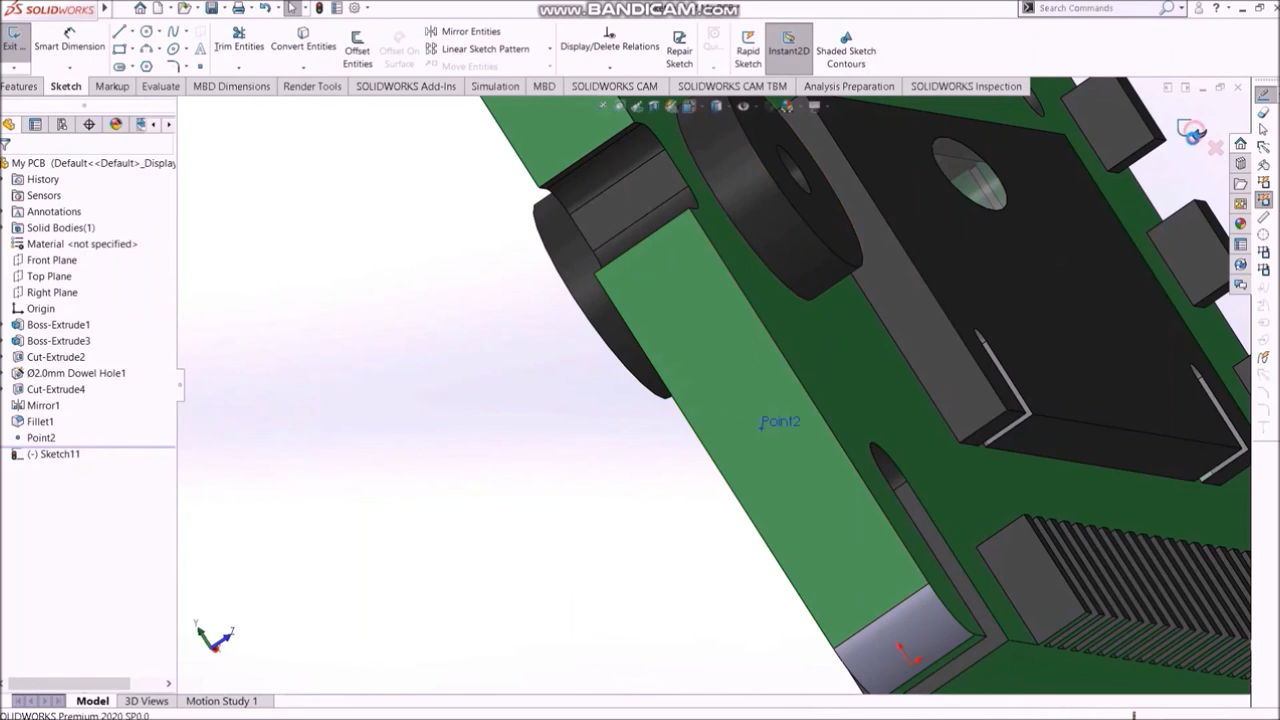 SOLIDWORKS
www.BANDICAM.com
Search Commands
Exit ...
Smart Dimension
Trim Entities
Convert Entities
Offset Entities
Offset On Surface
Mirror Entities
Linear Sketch Pattern
Move Entities
Display/Delete Relations
Qui...
Repair Sketch
Rapid Sketch
Instant2D
Shaded Sketch Contours
Features
Sketch
Markup
Evaluate
MBD Dimensions
Render Tools
SOLIDWORKS Add-Ins
Simulation
MBD
SOLIDWORKS CAM
SOLIDWORKS CAM TBM
Analysis Preparation
SOLIDWORKS Inspection
My PCB (Default<<Default>_Displa
History
Sensors
Annotations
Solid Bodies(1)
Material <not specified>
Front Plane
Top Plane
Right Plane
Origin
Boss-Extrude1
Boss-Extrude3
Cut-Extrude2
Ø2.0mm Dowel Hole1
Cut-Extrude4
Mirror1
Fillet1
Point2
(-) Sketch11
Point2
Y
Z
Model
3D Views
Motion Study 1
SOLIDWORKS Premium 2020 SP0.0